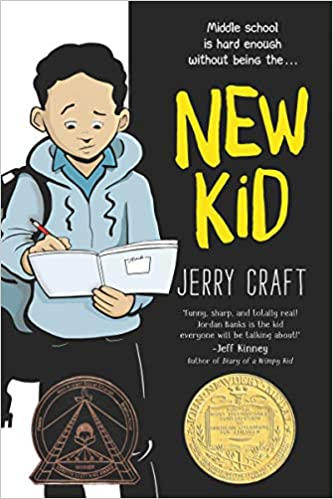 Middle school
is hard enough
without being the...
NEW
KiD
JERRY CRAFT
"Funny, sharp, and totally real!
Jordan Banks is the kid
everyone will be talking about!"
–Jeff Kinney
Author of Diary of a Wimpy Kid
WINNER